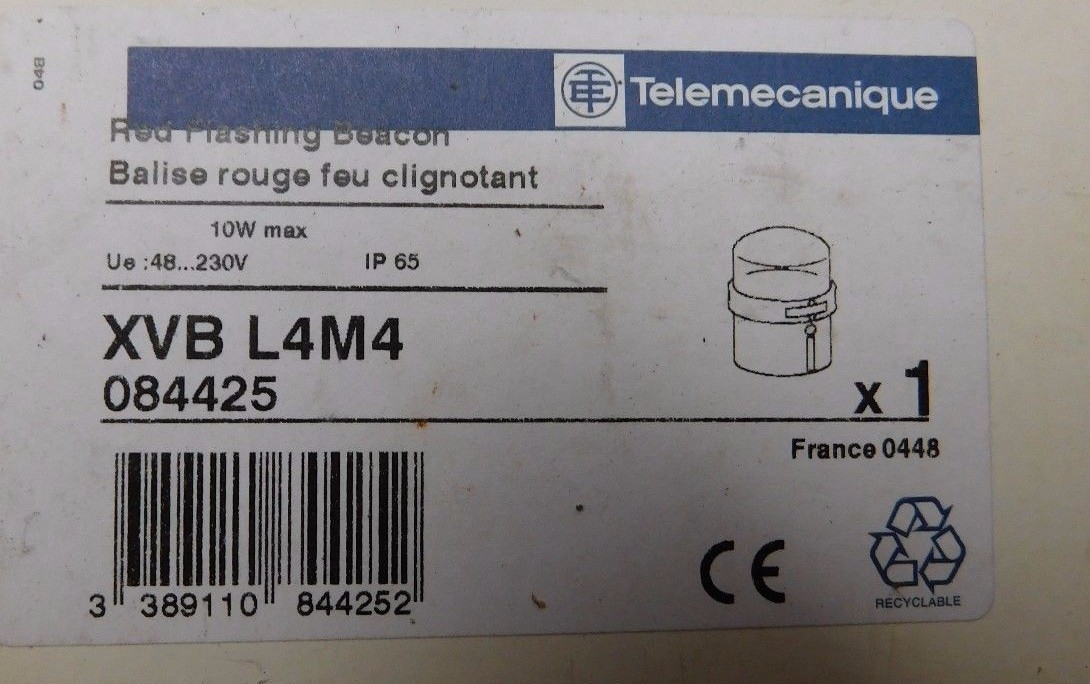 048
Telemecanique
Red Flashing Beacon
Balise rouge feu clignotant
10W max
Ue :48...230V IP 65
XVB L4M4
084425
x 1
France 0448
3 389110 844252
CE
RECYCLABLE